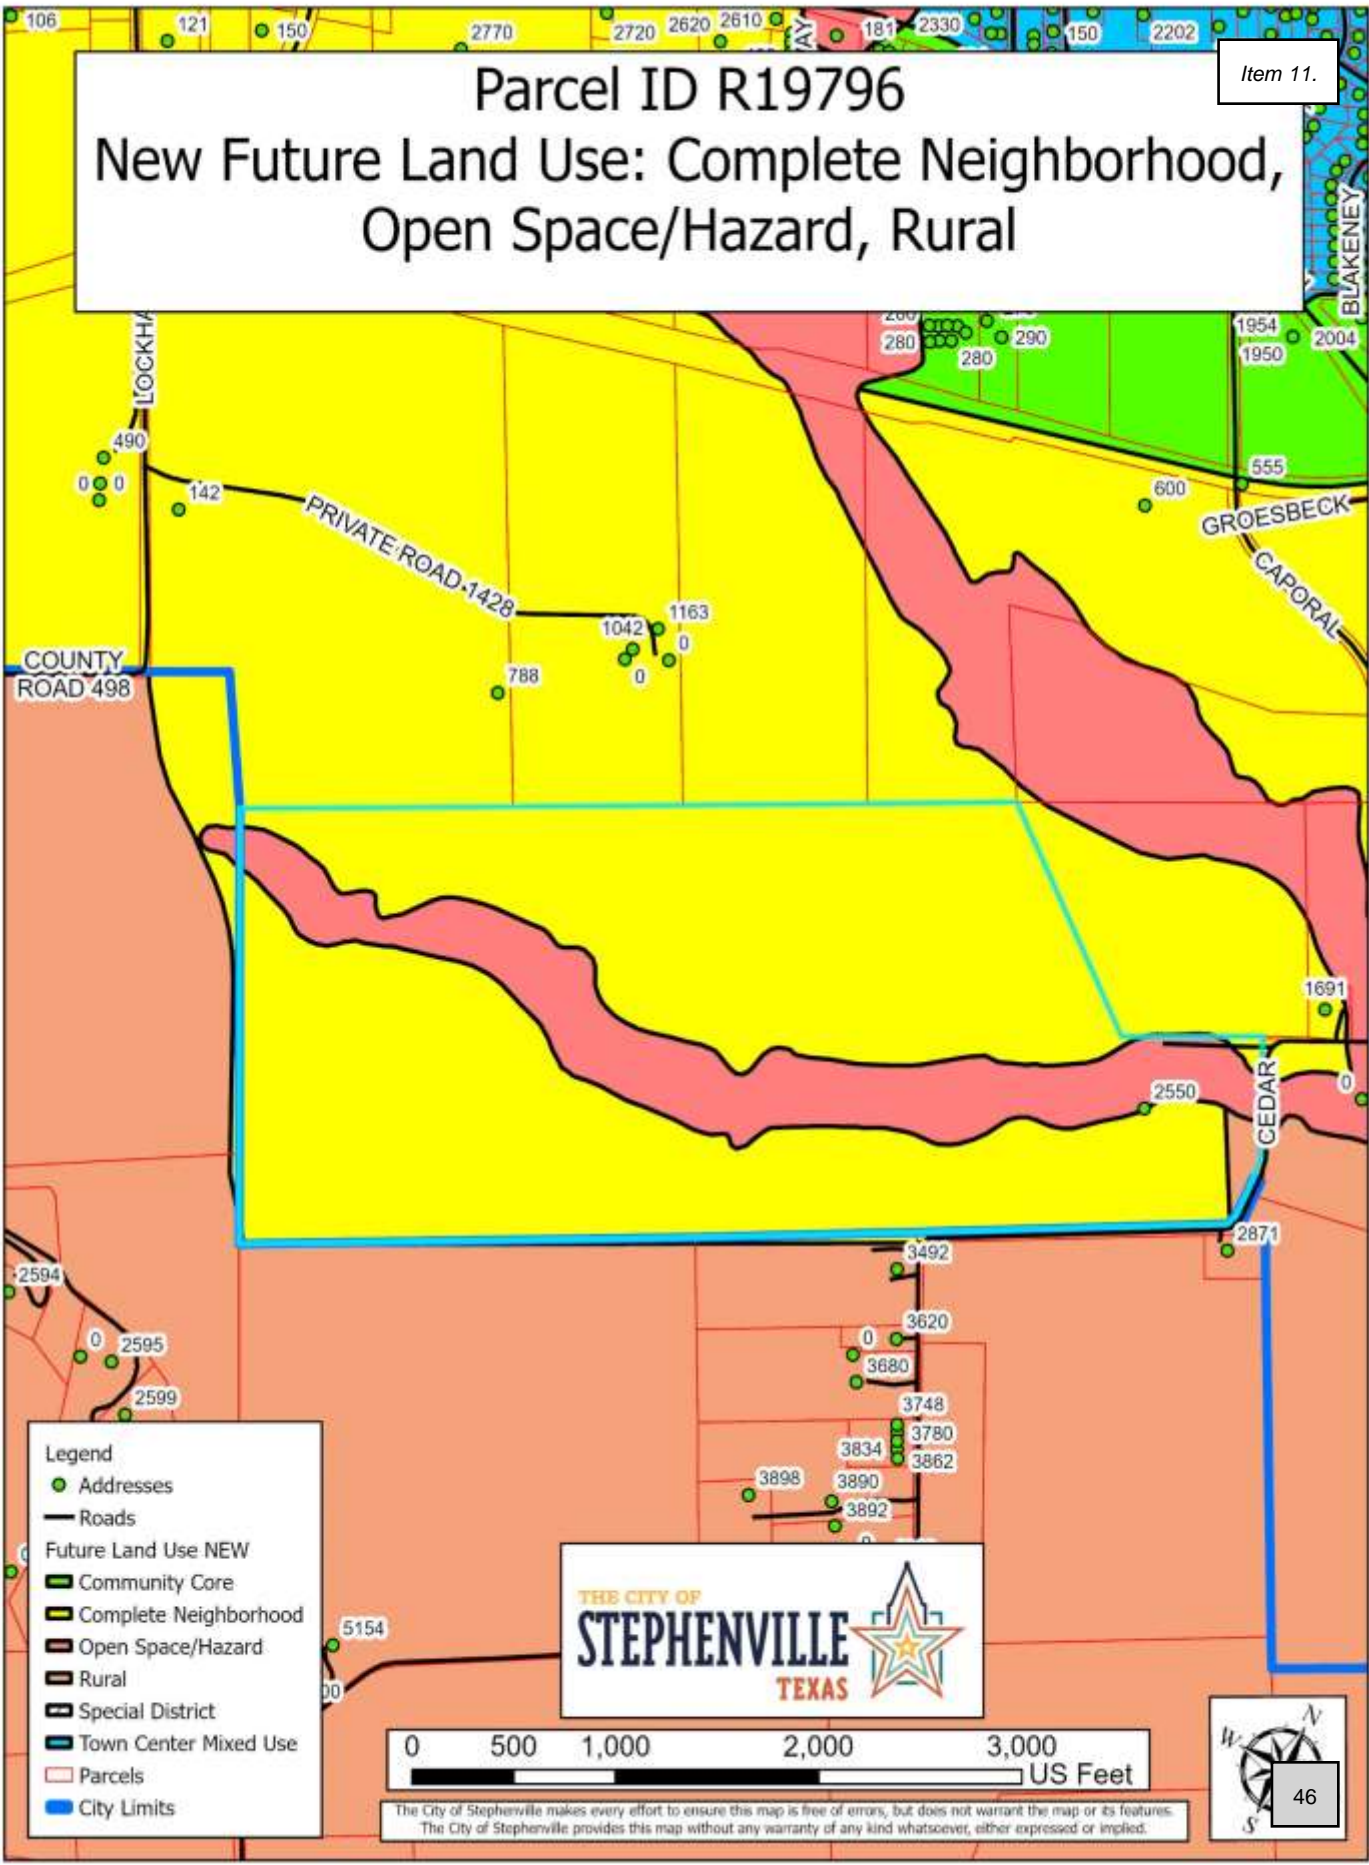 106
121
150
2770
2720
2620
2610
WAY
181
2330
150
2202
Item 11.
Parcel ID R19796
New Future Land Use: Complete Neighborhood,
Open Space/Hazard, Rural
BLAKENEY
280
280
290
1954
1950
2004
490
0
0
142
PRIVATE ROAD 1428
555
600
GROESBECK
CAPORAL
1163
1042
0
0
788
COUNTY
ROAD 498
1691
0
2550
CEDAR
2871
3492
2594
0
2595
2599
3620
0
3680
3748
3780
3834
3862
3898
3890
3892
5154
Legend
Addresses
Roads
Future Land Use NEW
Community Core
Complete Neighborhood
Open Space/Hazard
Rural
Special District
Town Center Mixed Use
Parcels
City Limits
THE CITY OF
STEPHENVILLE
TEXAS
0 500 1,000 2,000 3,000
US Feet
The City of Stephenville makes every effort to ensure this map is free of errors, but does not warrant the map or its features.
The City of Stephenville provides this map without any warranty of any kind whatsoever, either expressed or implied.
N
W
S
46